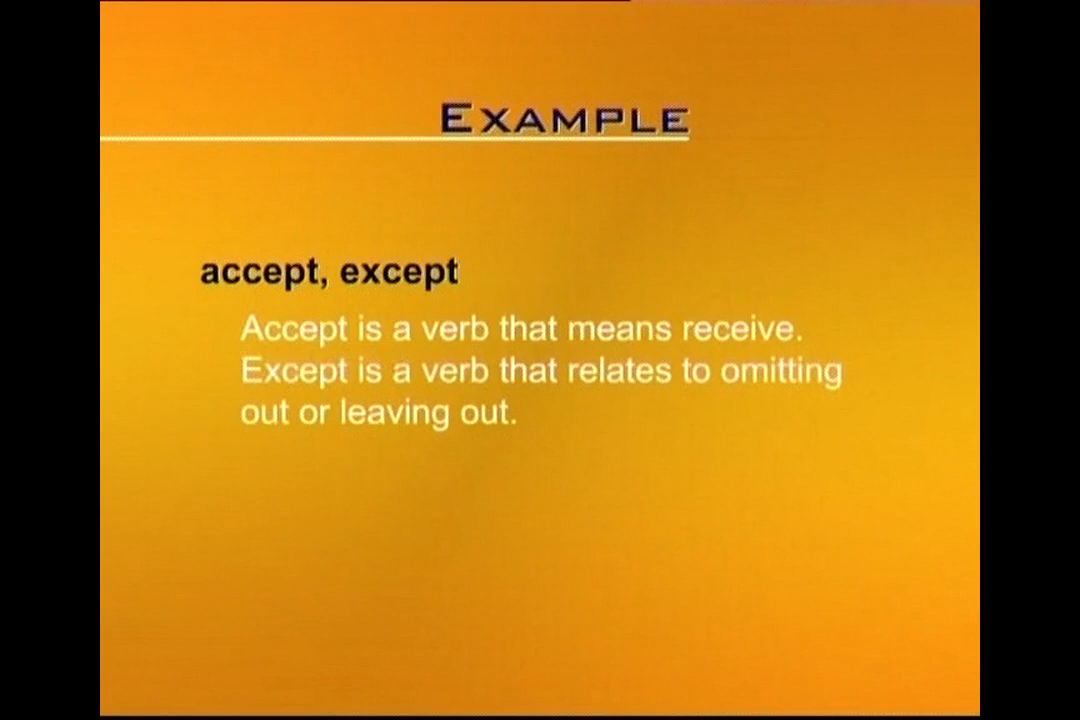 EXAMPLE
accept, except
Accept is a verb that means receive.
Except is a verb that relates to omitting
out or leaving out.